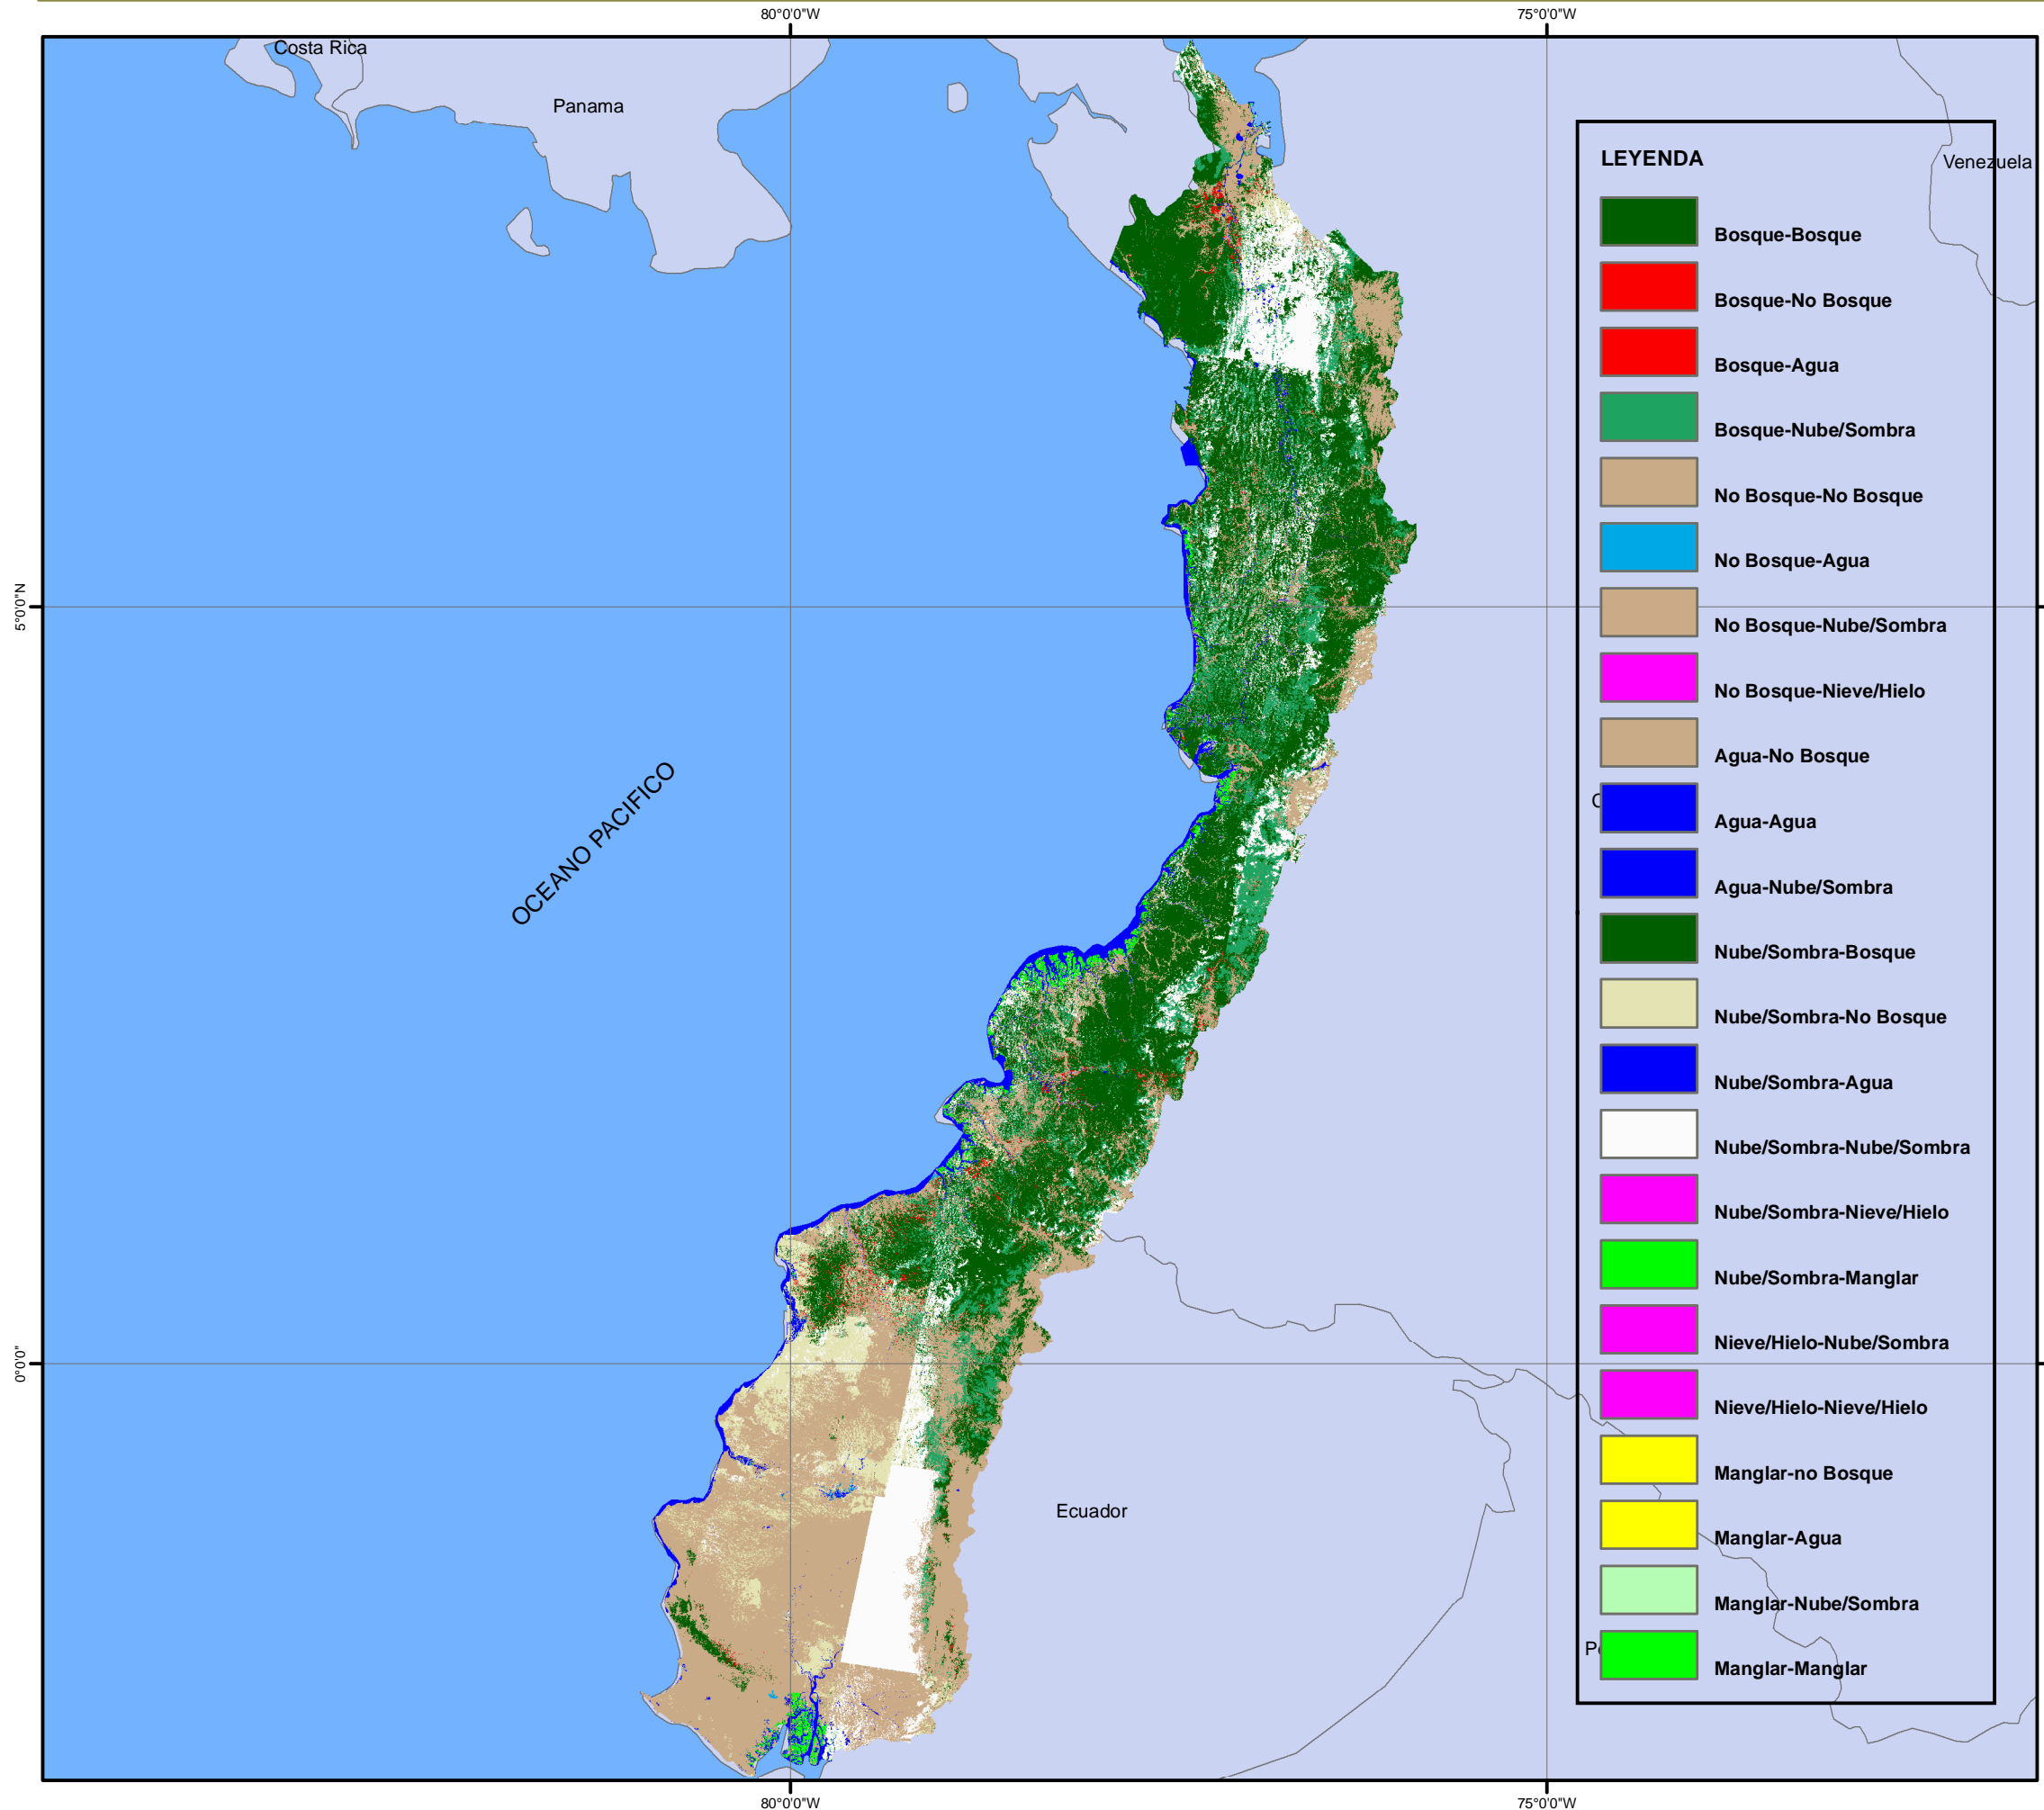 80°0'0"W
75°0'0"W
Costa Rica
Panama
Venezuela
LEYENDA
Bosque-Bosque
Bosque-No Bosque
Bosque-Agua
Bosque-Nube/Sombra
No Bosque-No Bosque
No Bosque-Agua
No Bosque-Nube/Sombra
No Bosque-Nieve/Hielo
Agua-No Bosque
Agua-Agua
Agua-Nube/Sombra
Nube/Sombra-Bosque
Nube/Sombra-No Bosque
Nube/Sombra-Agua
Nube/Sombra-Nube/Sombra
Nube/Sombra-Nieve/Hielo
Nube/Sombra-Manglar
Nieve/Hielo-Nube/Sombra
Nieve/Hielo-Nieve/Hielo
Manglar-no Bosque
Manglar-Agua
Manglar-Nube/Sombra
Manglar-Manglar
5°0'0"N
OCEANO PACIFICO
0°0'0"
Ecuador
80°0'0"W
75°0'0"W